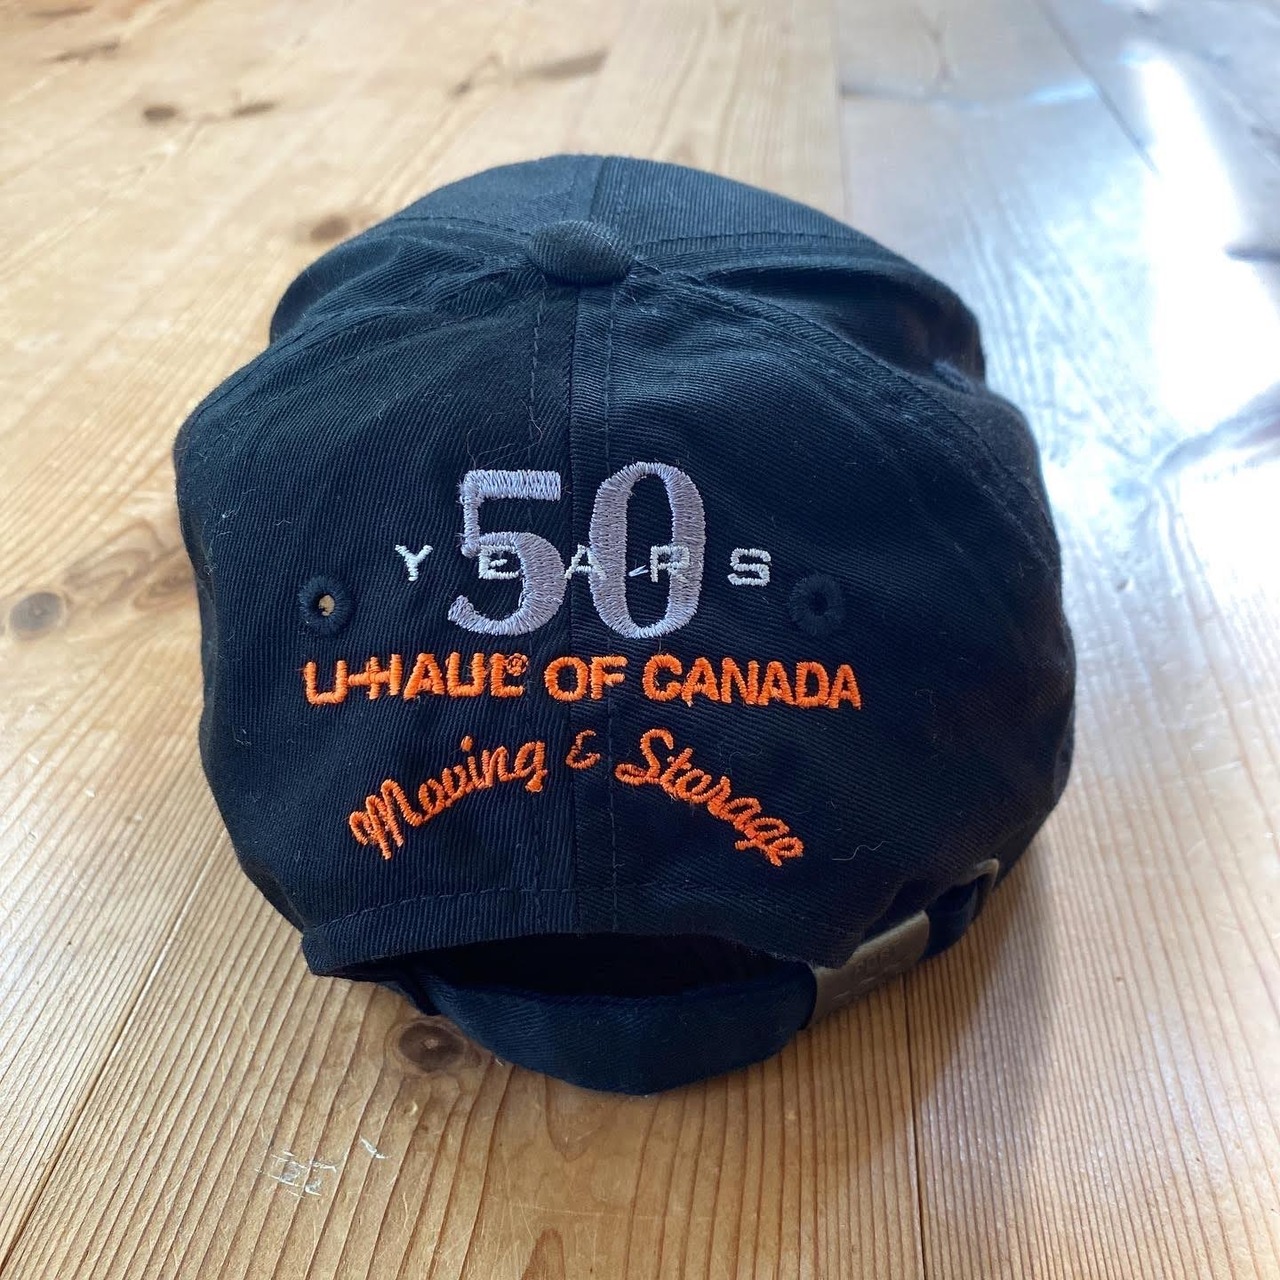 50
YEARS
U-HAUL® OF CANADA
Moving & Storage